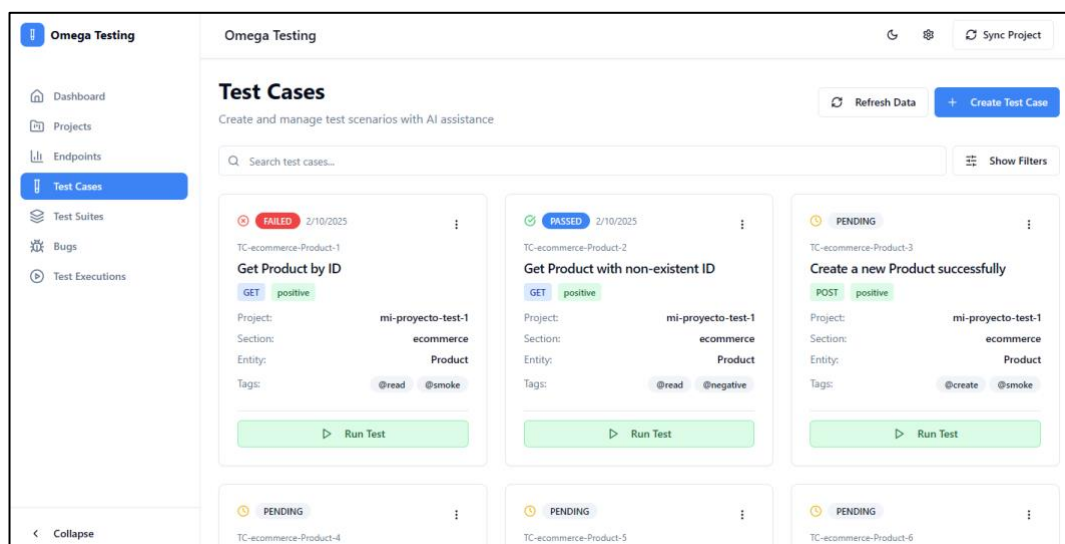 Omega Testing
Dashboard
Projects
Endpoints
Test Cases
Test Suites
Bugs
Test Executions
Collapse
Omega Testing
Sync Project
Test Cases
Create and manage test scenarios with AI assistance
Refresh Data
+ Create Test Case
Search test cases...
Show Filters
FAILED 2/10/2025
TC-ecommerce-Product-1
Get Product by ID
GET positive
Project: mi-proyecto-test-1
Section: ecommerce
Entity: Product
Tags: @read @smoke
Run Test
PASSED 2/10/2025
TC-ecommerce-Product-2
Get Product with non-existent ID
GET positive
Project: mi-proyecto-test-1
Section: ecommerce
Entity: Product
Tags: @read @negative
Run Test
PENDING
TC-ecommerce-Product-3
Create a new Product successfully
POST positive
Project: mi-proyecto-test-1
Section: ecommerce
Entity: Product
Tags: @create @smoke
Run Test
PENDING
TC-ecommerce-Product-4
PENDING
TC-ecommerce-Product-5
PENDING
TC-ecommerce-Product-6